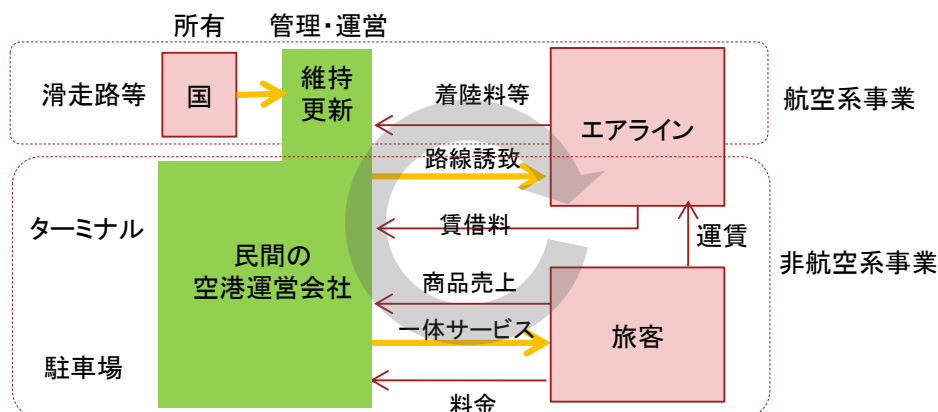 所有
管理・運営
滑走路等
国
維持
更新
着陸料等
エアライン
航空系事業
路線誘致
ターミナル
賃借料
運賃
民間の
空港運営会社
商品売上
非航空系事業
一体サービス
旅客
駐車場
料金